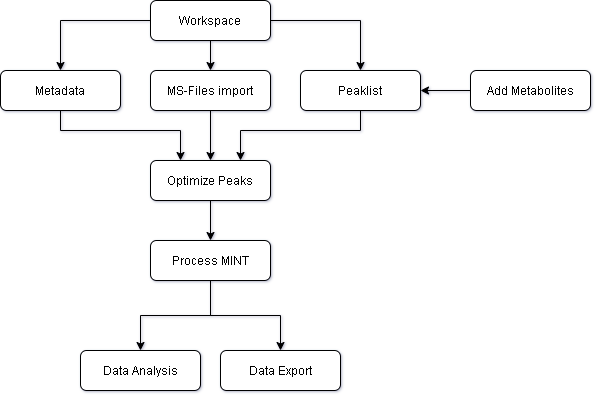 Workspace
Metadata
MS-Files import
Peaklist
Add Metabolites
Optimize Peaks
Process MINT
Data Analysis
Data Export